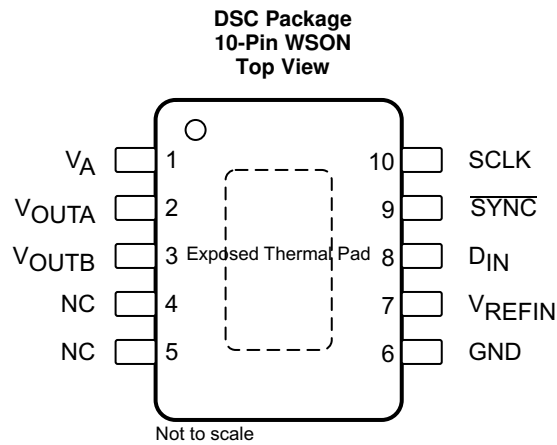 DSC Package
10-Pin WSON
Top View
VA 1 10 SCLK
VOUTA 2 9 SYNC
VOUTB 3 Exposed Thermal Pad 8 DIN
NC 4 7 VREFIN
NC 5 6 GND
Not to scale